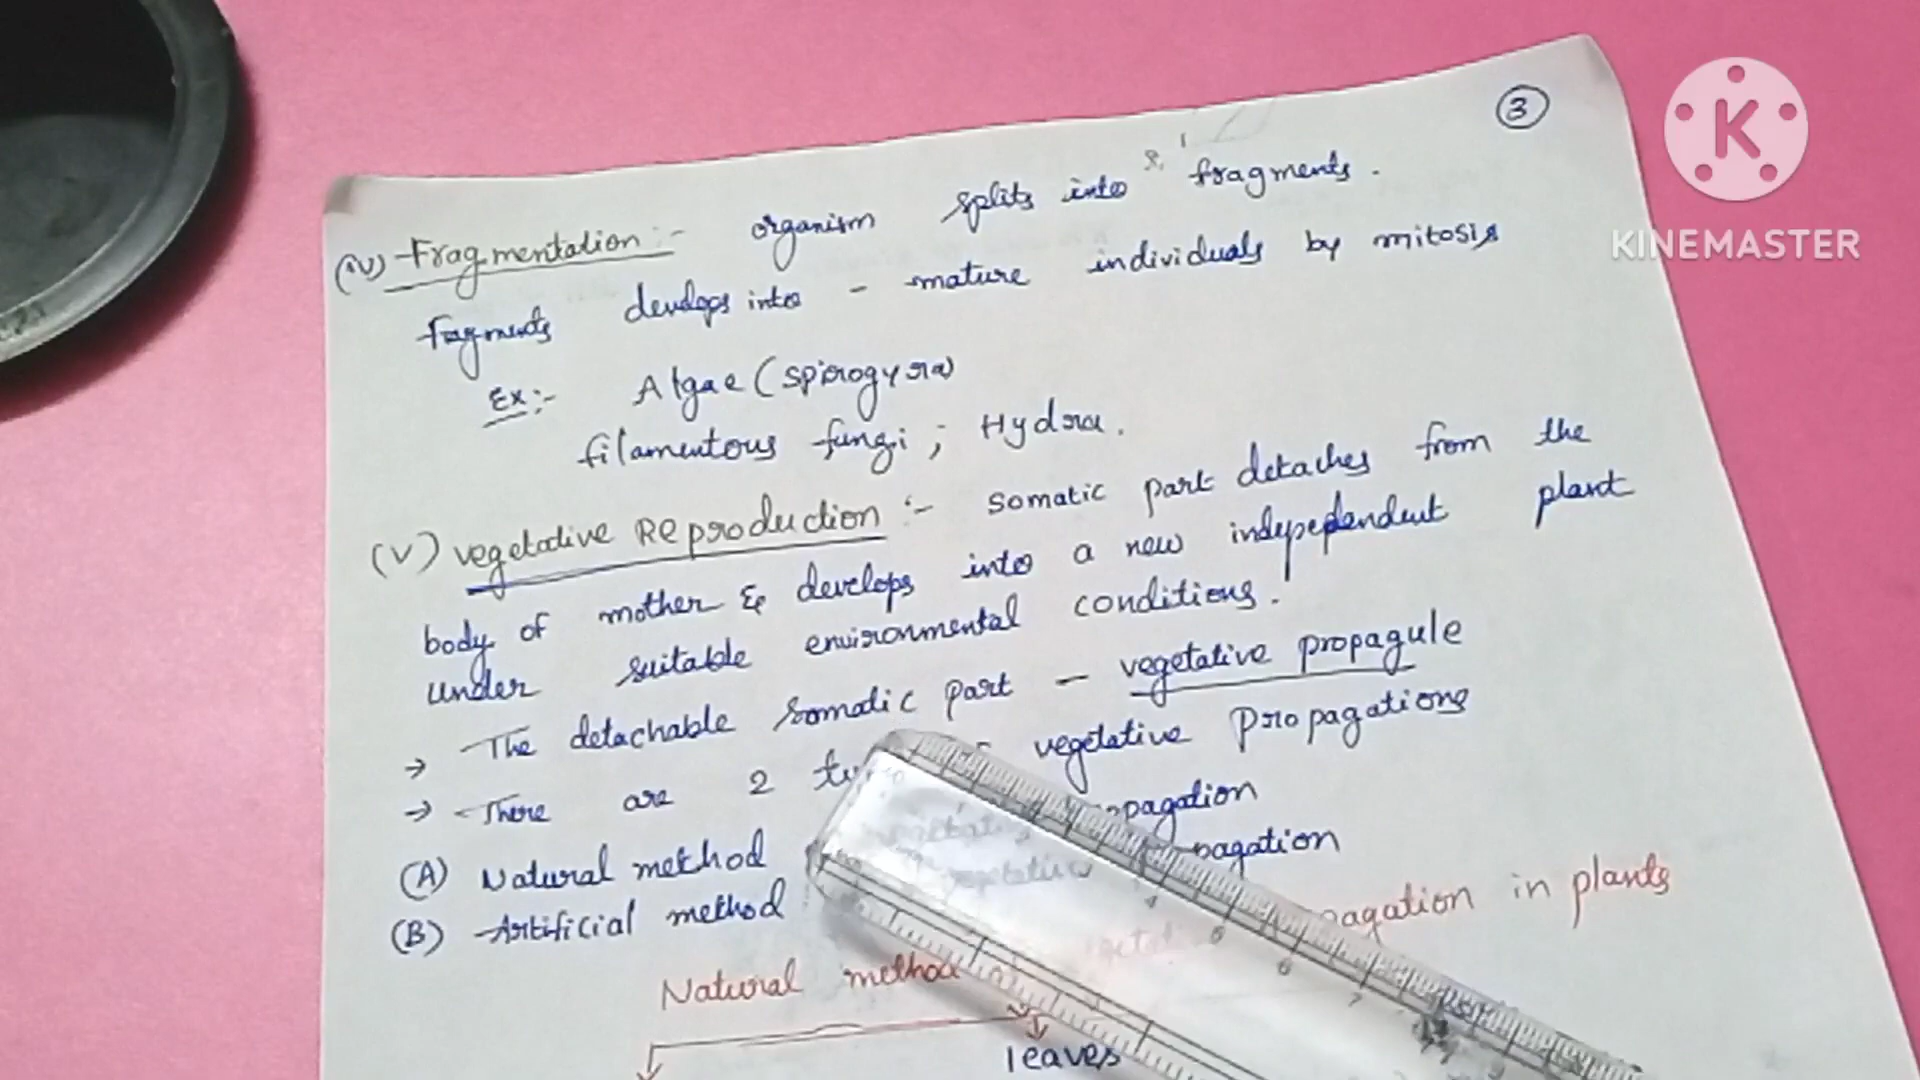 3
(iv) Fragmentation :- organism splits into fragments.
fragments develops into - mature individuals by mitosis
Ex:- Algae (spirogyra)
filamentous fungi ; Hydra.
(V) vegetative Reproduction :- Somatic part detaches from the
body of mother & develops into a new independent plant
under suitable environmental conditions.
→ The detachable somatic part - vegetative propagule
→ There are 2 vegetative Propagations
(A) Natural method
(B) Artificial method
Natural method in plants
leaves
K
KINEMASTER